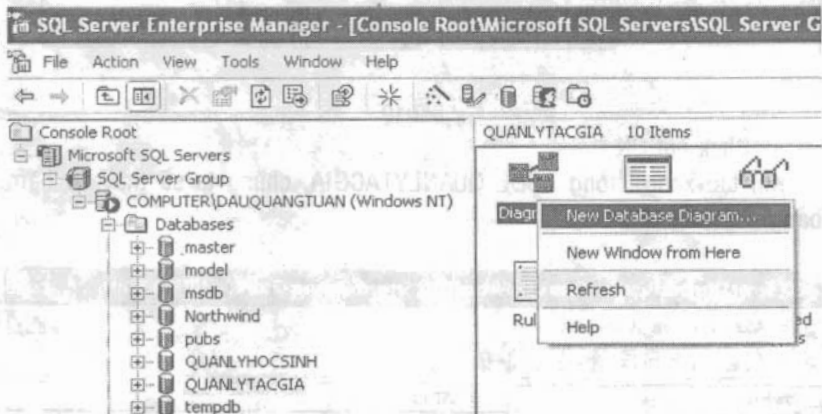 SQL Server Enterprise Manager - [Console Root\Microsoft SQL Servers\SQL Server G
File Action View Tools Window Help
Console Root
Microsoft SQL Servers
SQL Server Group
COMPUTER\DAUQUANGTUAN (Windows NT)
Databases
master
model
msdb
Northwind
pubs
QUANLYHOCSINH
QUANLYTACGIA
tempdb
QUANLYTACGIA 10 Items
Diagr
New Database Diagram...
New Window from Here
Refresh
Help
Rul
ed
s